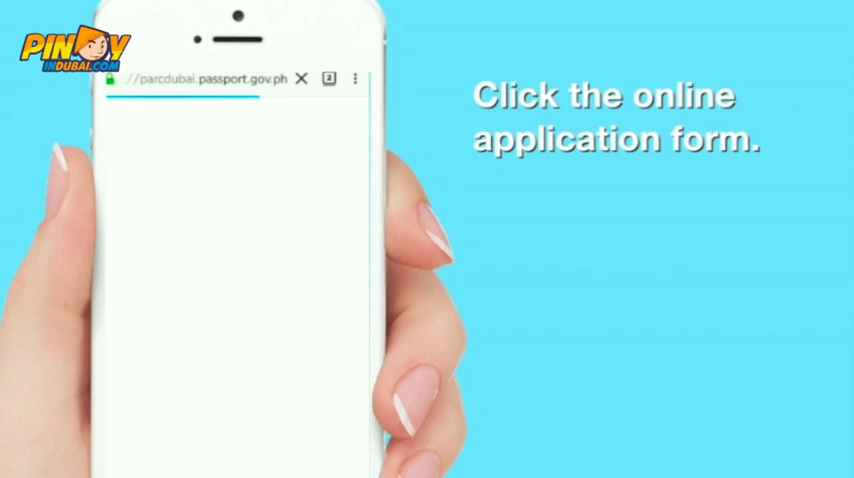 PINOY
INDUBAI.COM
//parcdubai.passport.gov.ph
2
Click the online
application form.